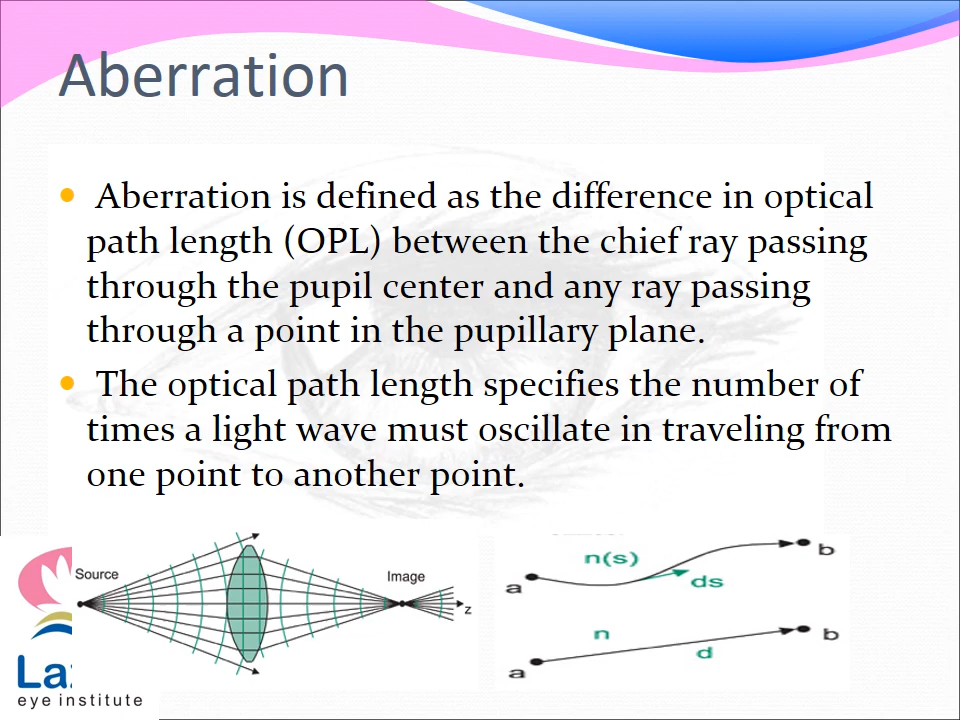 Aberration
Aberration is defined as the difference in optical
path length (OPL) between the chief ray passing
through the pupil center and any ray passing
through a point in the pupillary plane.
The optical path length specifies the number of
times a light wave must oscillate in traveling from
one point to another point.
Source
Image
z
n(s)
a
ds
b
n
a
d
b
La
eye institute